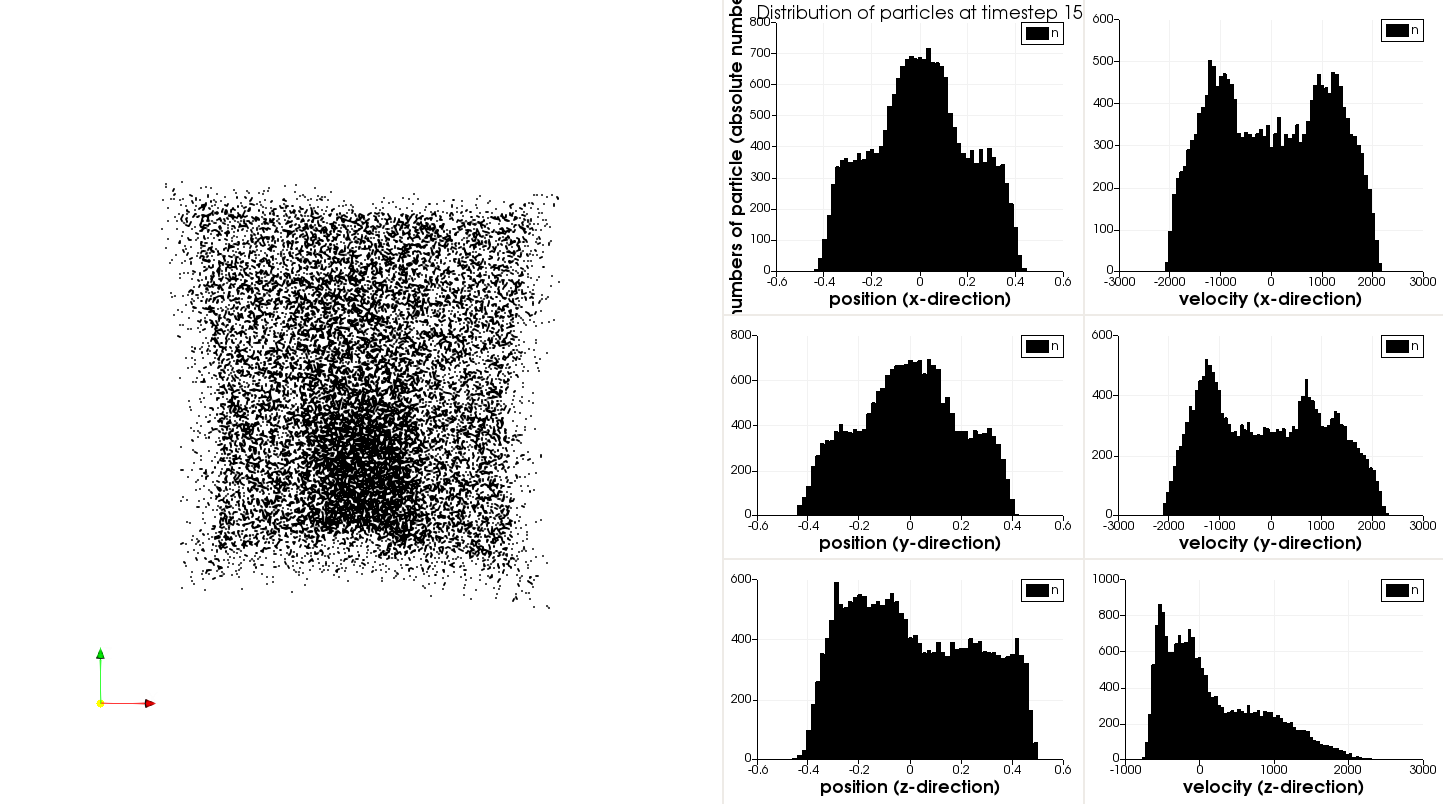 Distribution of particles at timestep 15
numbers of particle (absolute numbe
800
700
600
500
400
300
200
100
0
-0.6 -0.4 -0.2 0 0.2 0.4 0.6
position (x-direction)
n
600
500
400
300
200
100
0
-3000 -2000 -1000 0 1000 2000 3000
velocity (x-direction)
n
800
600
400
200
0
-0.6 -0.4 -0.2 0 0.2 0.4 0.6
position (y-direction)
n
600
400
200
0
-3000 -2000 -1000 0 1000 2000 3000
velocity (y-direction)
n
600
400
200
0
-0.6 -0.4 -0.2 0 0.2 0.4 0.6
position (z-direction)
n
1000
800
600
400
200
0
-1000 0 1000 2000 3000
velocity (z-direction)
n